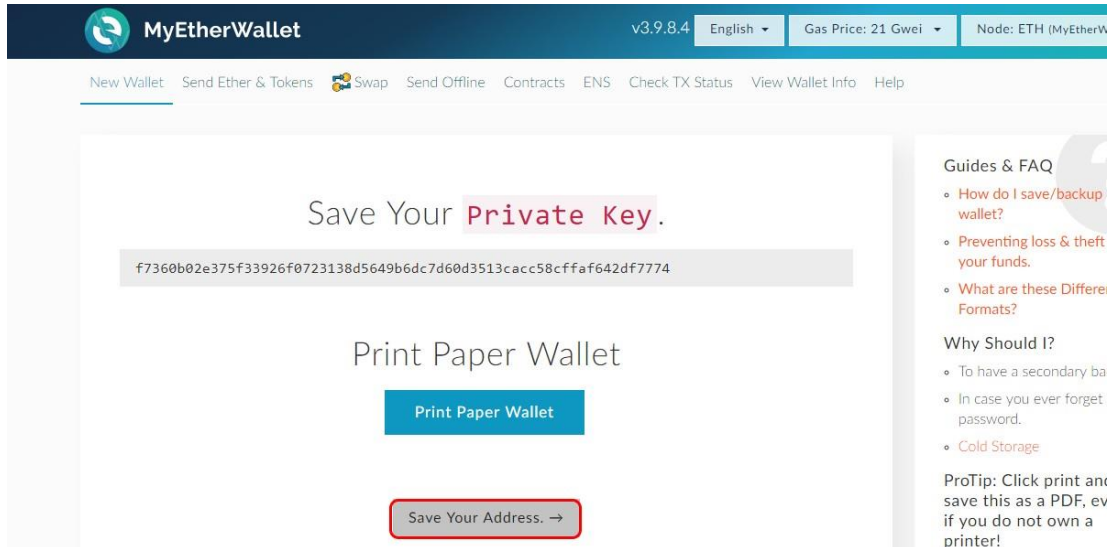 MyEtherWallet
v3.9.8.4 English Gas Price: 21 Gwei Node: ETH (MyEtherW
New Wallet Send Ether & Tokens Swap Send Offline Contracts ENS Check TX Status View Wallet Info Help
Save Your Private Key.
f7360b02e375f33926f0723138d5649b6dc7d60d3513cacc58cffaf642df7774
Print Paper Wallet
Print Paper Wallet
Save Your Address. →
Guides & FAQ
How do I save/backup
wallet?
Preventing loss & theft
your funds.
What are these Differe
Formats?
Why Should I?
To have a secondary ba
In case you ever forget
password.
Cold Storage
ProTip: Click print and
save this as a PDF, ev
if you do not own a
printer!